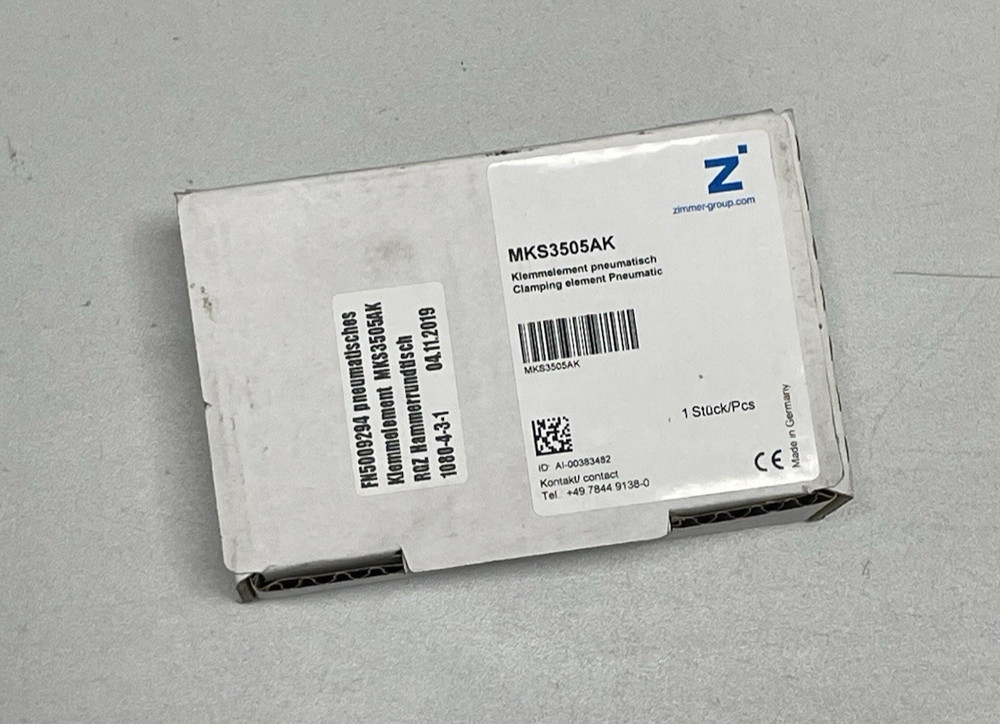 FN5009294 pneumatisches
Klemmelement MKS3505AK
RGZ Hammerrundtisch
1080-4-3-1 04.11.2019
Z
zimmer-group.com
MKS3505AK
Klemmelement pneumatisch
Clamping element Pneumatic
MKS3505AK
1 Stück/Pcs
ID: AI-00383482
Kontakt/ contact
Tel.: +49 7844 9138-0
CE
Made in Germany